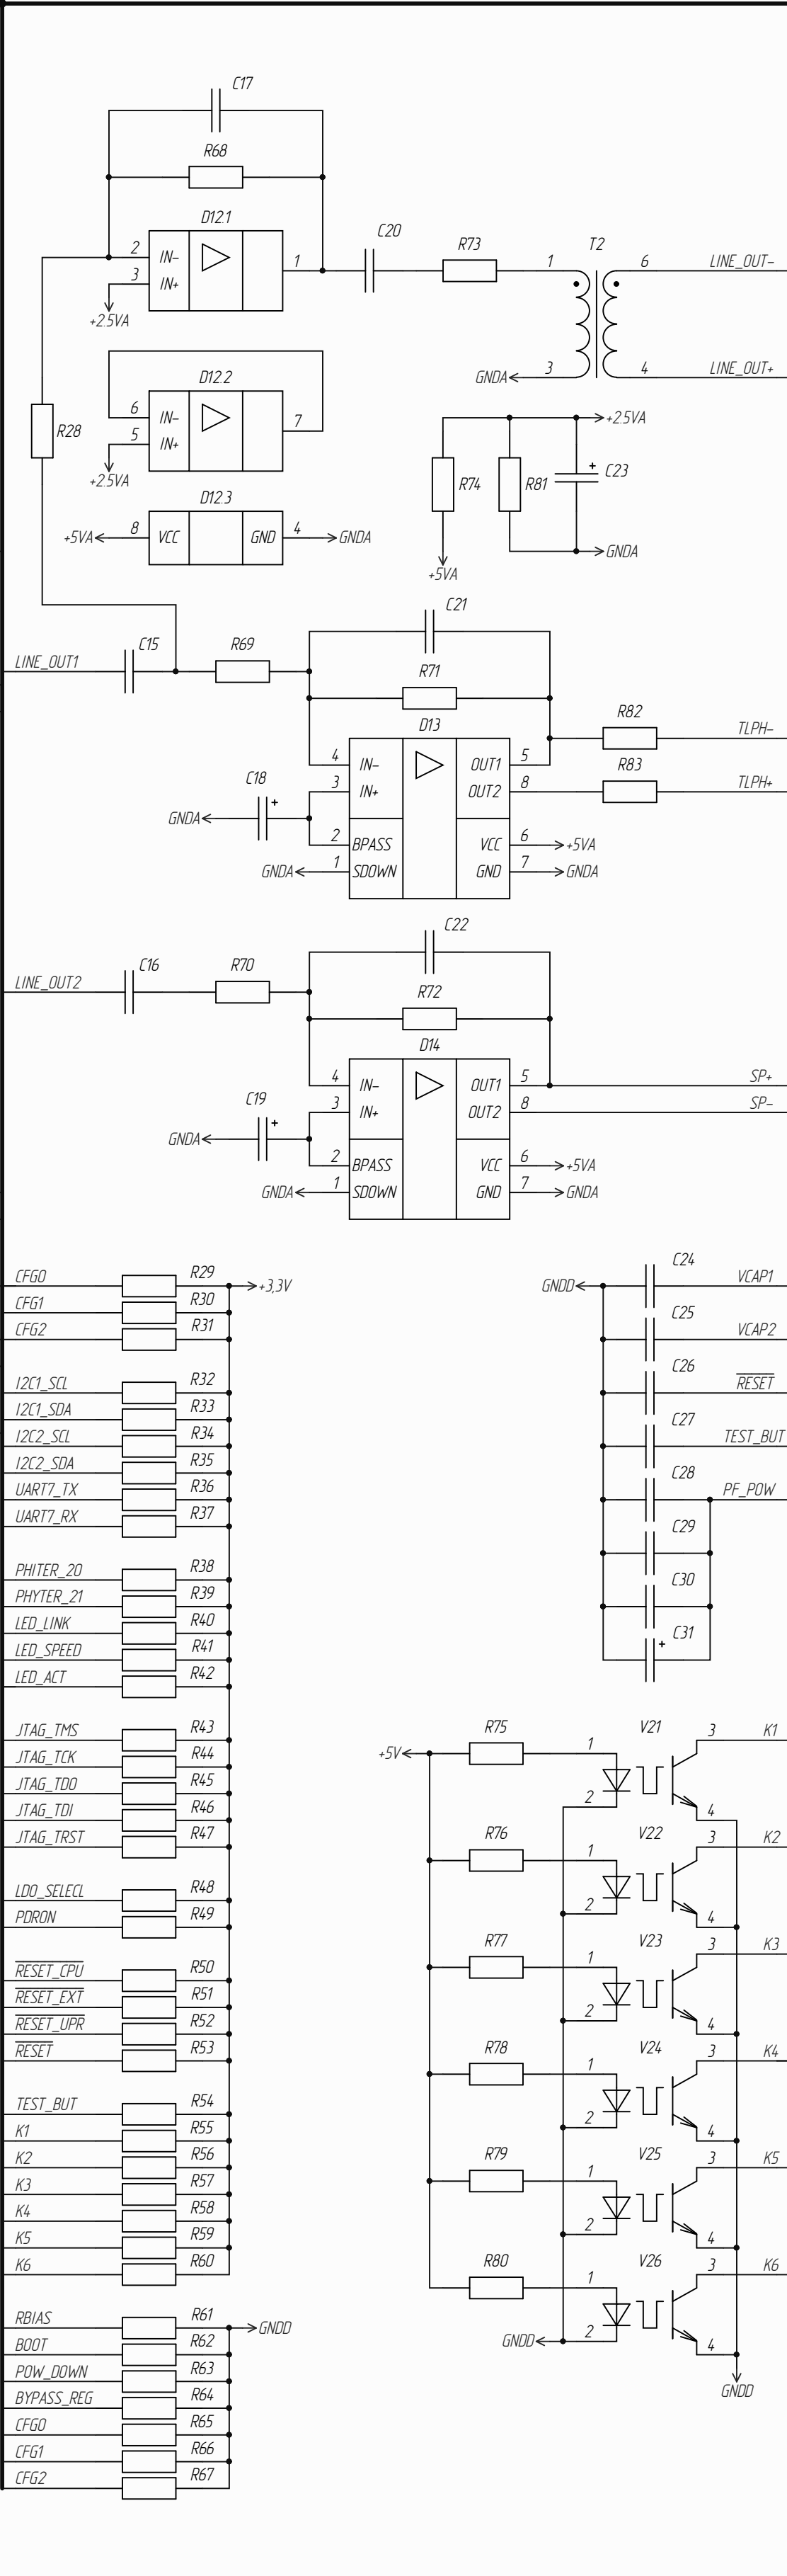 C17
R68
D12.1
2 IN- 1
3 IN+
+2.5VA
C20
R73
T2
1 6 LINE_OUT-
GNDA 3 4 LINE_OUT+
D12.2
6 IN- 7
5 IN+
+2.5VA
R28
D12.3
+5VA 8 VCC GND 4 GNDA
+2.5VA
R74 R81 + C23
GNDA
+5VA
LINE_OUT1 C15 R69
C21
R71
D13
4 IN- OUT1 5
3 IN+ OUT2 8
2 BPASS VCC 6 +5VA
GNDA 1 SDOWN GND 7 GNDA
GNDA C18 +
R82 TLPH-
R83 TLPH+
LINE_OUT2 C16 R70
C22
R72
D14
4 IN- OUT1 5 SP+
3 IN+ OUT2 8 SP-
2 BPASS VCC 6 +5VA
GNDA 1 SDOWN GND 7 GNDA
GNDA C19 +
CFG0 R29 +3,3V
CFG1 R30
CFG2 R31
I2C1_SCL R32
I2C1_SDA R33
I2C2_SCL R34
I2C2_SDA R35
UART7_TX R36
UART7_RX R37
PHITER_20 R38
PHYTER_21 R39
LED_LINK R40
LED_SPEED R41
LED_ACT R42
JTAG_TMS R43
JTAG_TCK R44
JTAG_TDO R45
JTAG_TDI R46
JTAG_TRST R47
LDO_SELECL R48
PDRON R49
RESET_CPU R50
RESET_EXT R51
RESET_UPR R52
RESET R53
TEST_BUT R54
K1 R55
K2 R56
K3 R57
K4 R58
K5 R59
K6 R60
RBIAS R61 GNDD
BOOT R62
POW_DOWN R63
BYPASS_REG R64
CFG0 R65
CFG1 R66
CFG2 R67
GNDD C24 VCAP1
C25 VCAP2
C26 RESET
C27 TEST_BUT
C28 PF_POW
C29
C30
C31 +
+5V R75 1 2 V21 3 4 K1
R76 1 2 V22 3 4 K2
R77 1 2 V23 3 4 K3
R78 1 2 V24 3 4 K4
R79 1 2 V25 3 4 K5
R80 1 2 V26 3 4 K6
GNDD
GNDD